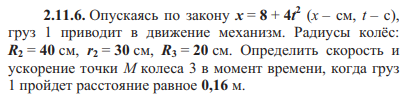 2.11.6. Опускаясь по закону x = 8 + 4t² (x – см, t – с),
груз 1 приводит в движение механизм. Радиусы колёс:
R₂ = 40 см, r₂ = 30 см, R₃ = 20 см. Определить скорость и
ускорение точки M колеса 3 в момент времени, когда груз
1 пройдет расстояние равное 0,16 м.